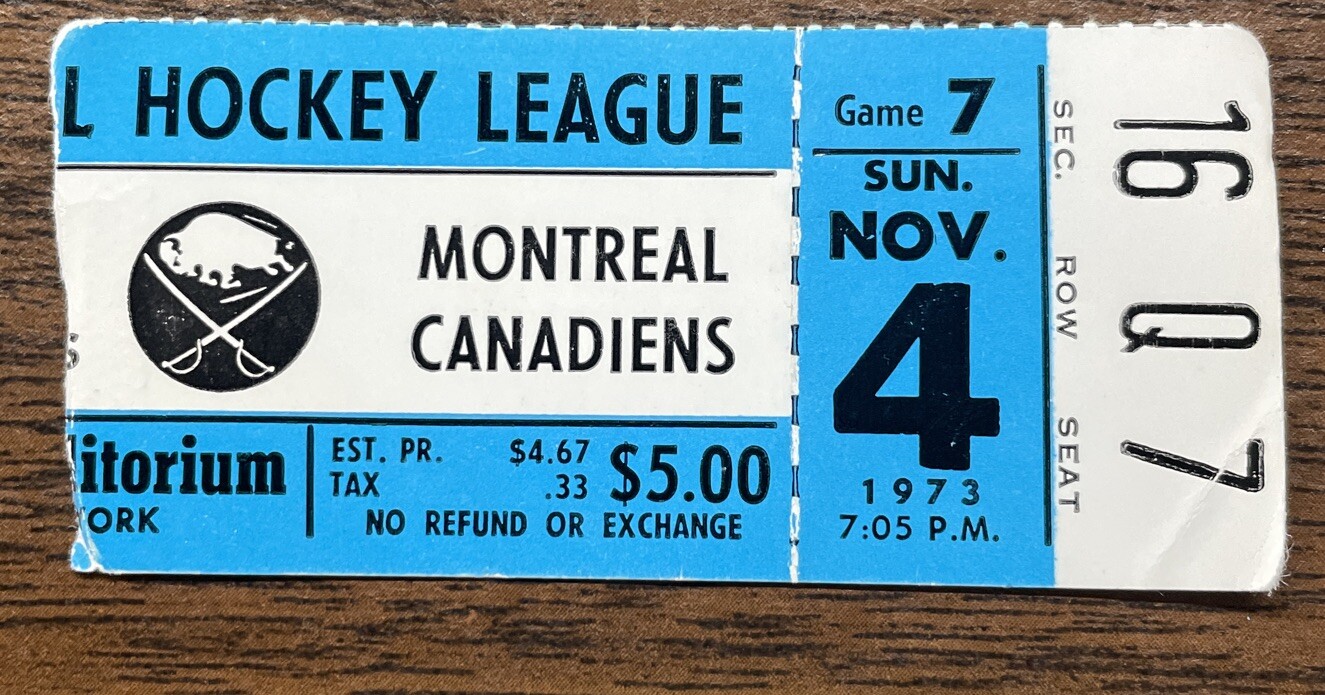 L HOCKEY LEAGUE
MONTREAL
CANADIENS
itorium
ORK
EST. PR. $4.67
TAX .33
$5.00
NO REFUND OR EXCHANGE
Game 7
SUN.
NOV.
4
1973
7:05 P.M.
SEC. 16
ROW Q
SEAT 7